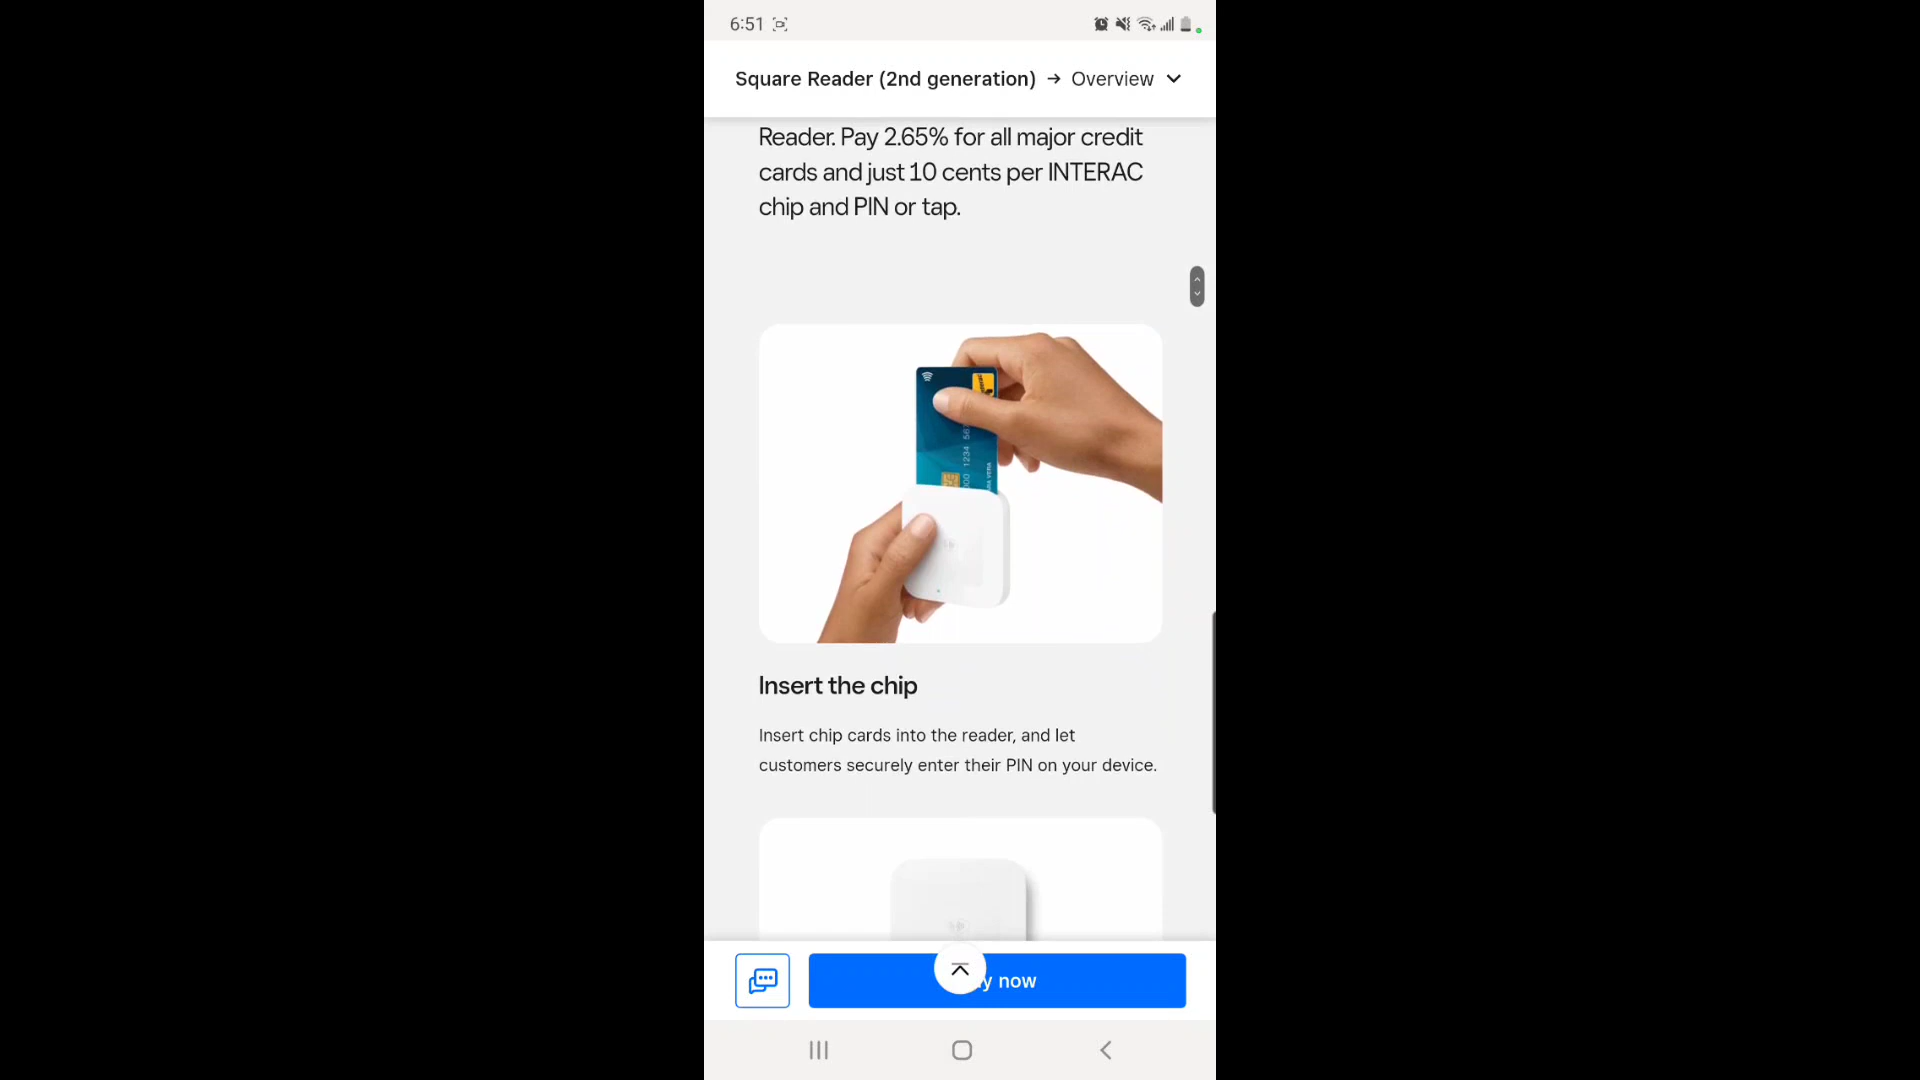 6:51
Square Reader (2nd generation) → Overview
Reader. Pay 2.65% for all major credit
cards and just 10 cents per INTERAC
chip and PIN or tap.
1234
Insert the chip
Insert chip cards into the reader, and let
customers securely enter their PIN on your device.
now